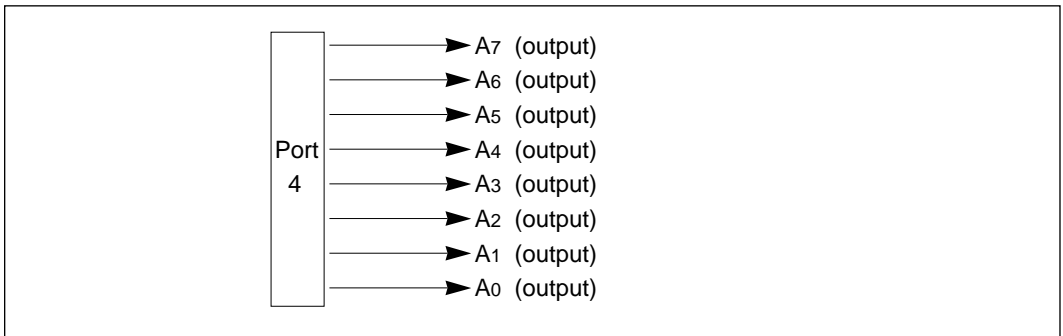 A7 (output)
A6 (output)
A5 (output)
Port
A4 (output)
4
A3 (output)
A2 (output)
A1 (output)
A0 (output)